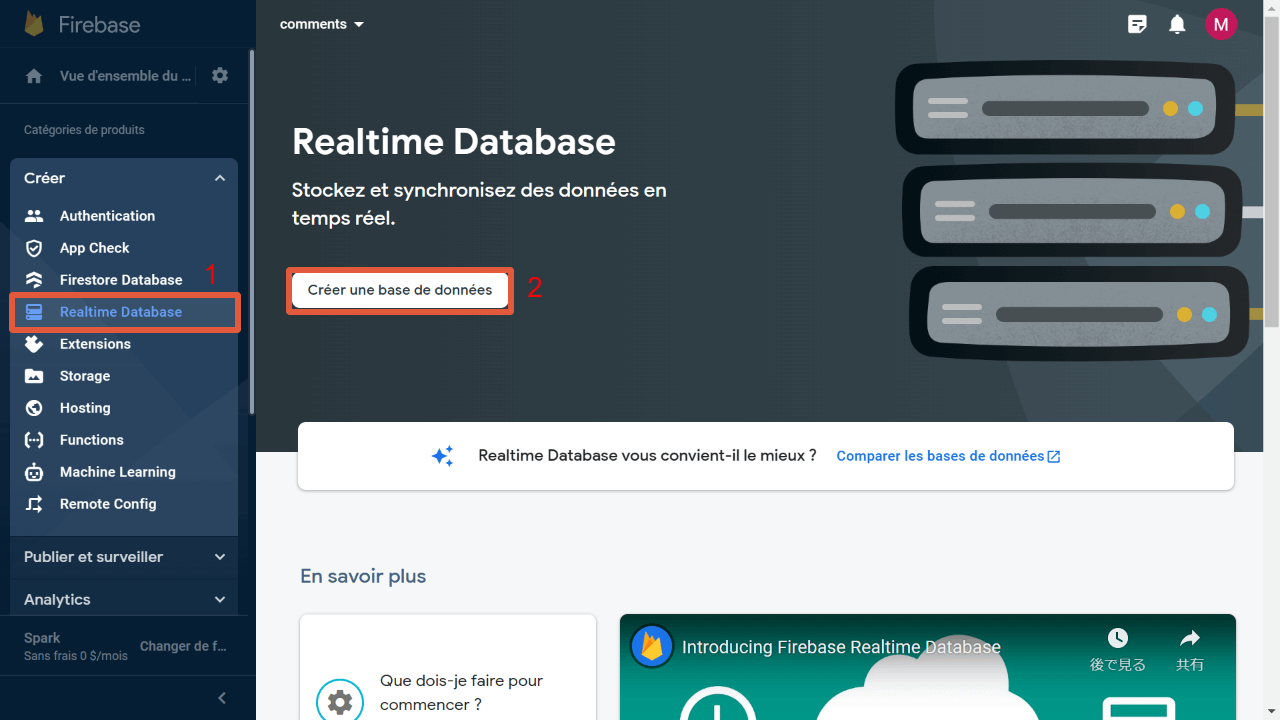 Firebase
comments
M
Vue d'ensemble du ...
Catégories de produits
Créer
Authentication
App Check
Firestore Database
1
Realtime Database
Extensions
Storage
Hosting
Functions
Machine Learning
Remote Config
Publier et surveiller
Analytics
Spark
Sans frais 0 $/mois
Changer de f...
Realtime Database
Stockez et synchronisez des données en
temps réel.
Créer une base de données
2
Realtime Database vous convient-il le mieux ?
Comparer les bases de données
En savoir plus
Que dois-je faire pour
commencer ?
Introducing Firebase Realtime Database
後で見る
共有